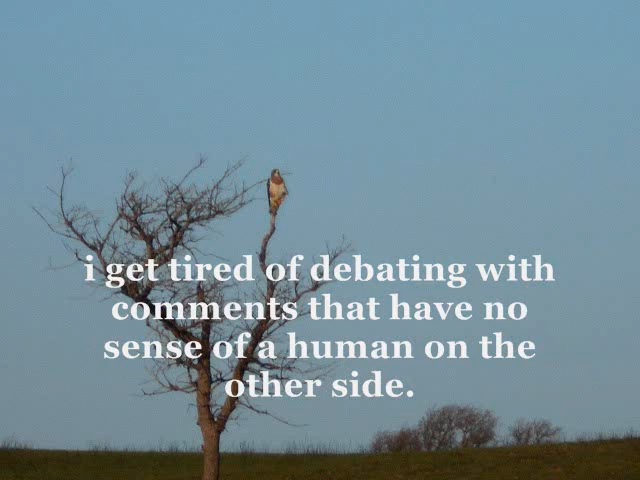 i get tired of debating with
comments that have no
sense of a human on the
other side.